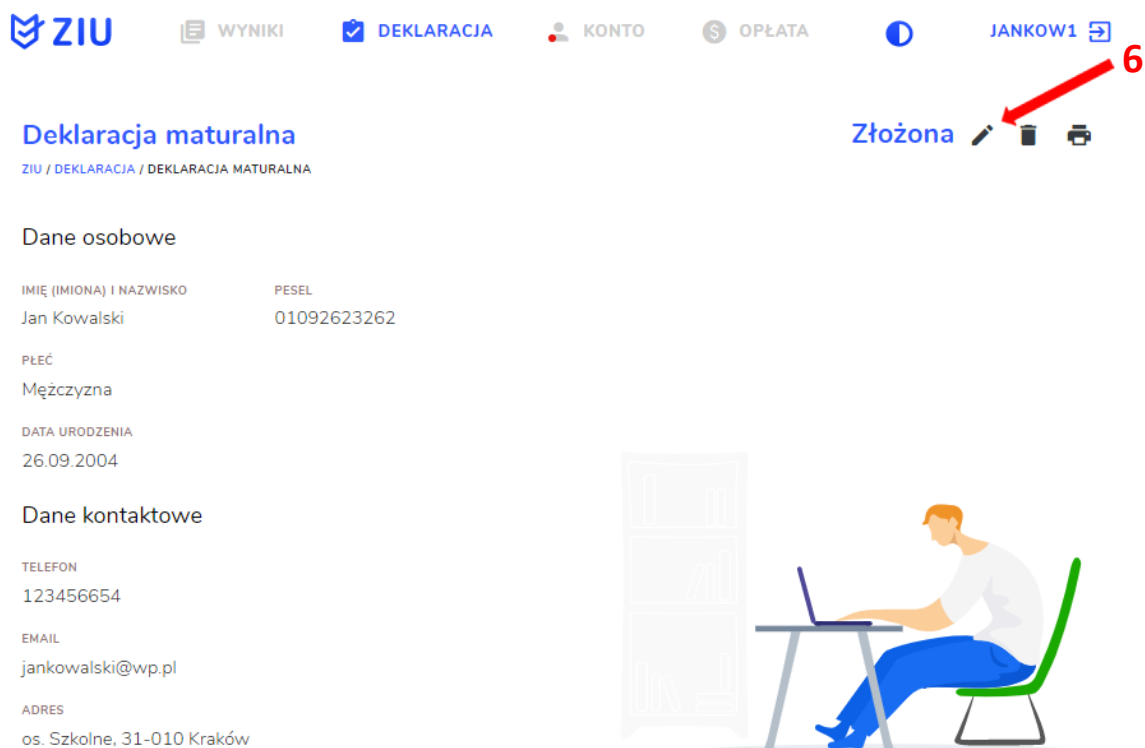 ZIU WYNIKI DEKLARACJA KONTO OPŁATA JANKOW1
6
Deklaracja maturalna Złożona
ZIU / DEKLARACJA / DEKLARACJA MATURALNA
Dane osobowe
IMIĘ (IMIONA) I NAZWISKO PESEL
Jan Kowalski 01092623262
PŁEĆ
Mężczyzna
DATA URODZENIA
26.09.2004
Dane kontaktowe
TELEFON
123456654
EMAIL
jankowalski@wp.pl
ADRES
os. Szkolne, 31-010 Kraków